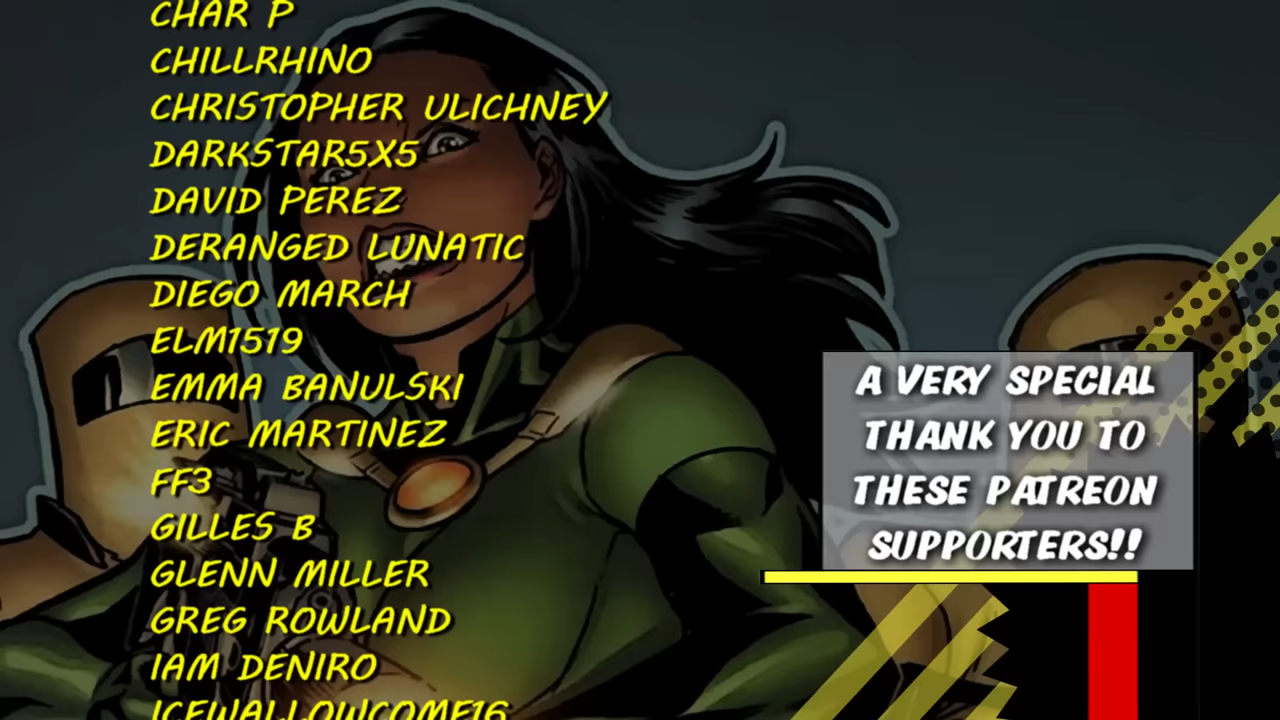 CHAR P
CHILLRHINO
CHRISTOPHER ULICHNEY
DARKSTAR5X5
DAVID PEREZ
DERANGED LUNATIC
DIEGO MARCH
ELM1519
EMMA BANULSKI
ERIC MARTINEZ
FF3
GILLES B
GLENN MILLER
GREG ROWLAND
IAM DENIRO
ICEWALLOWCOME16
A VERY SPECIAL
THANK YOU TO
THESE PATREON
SUPPORTERS!!